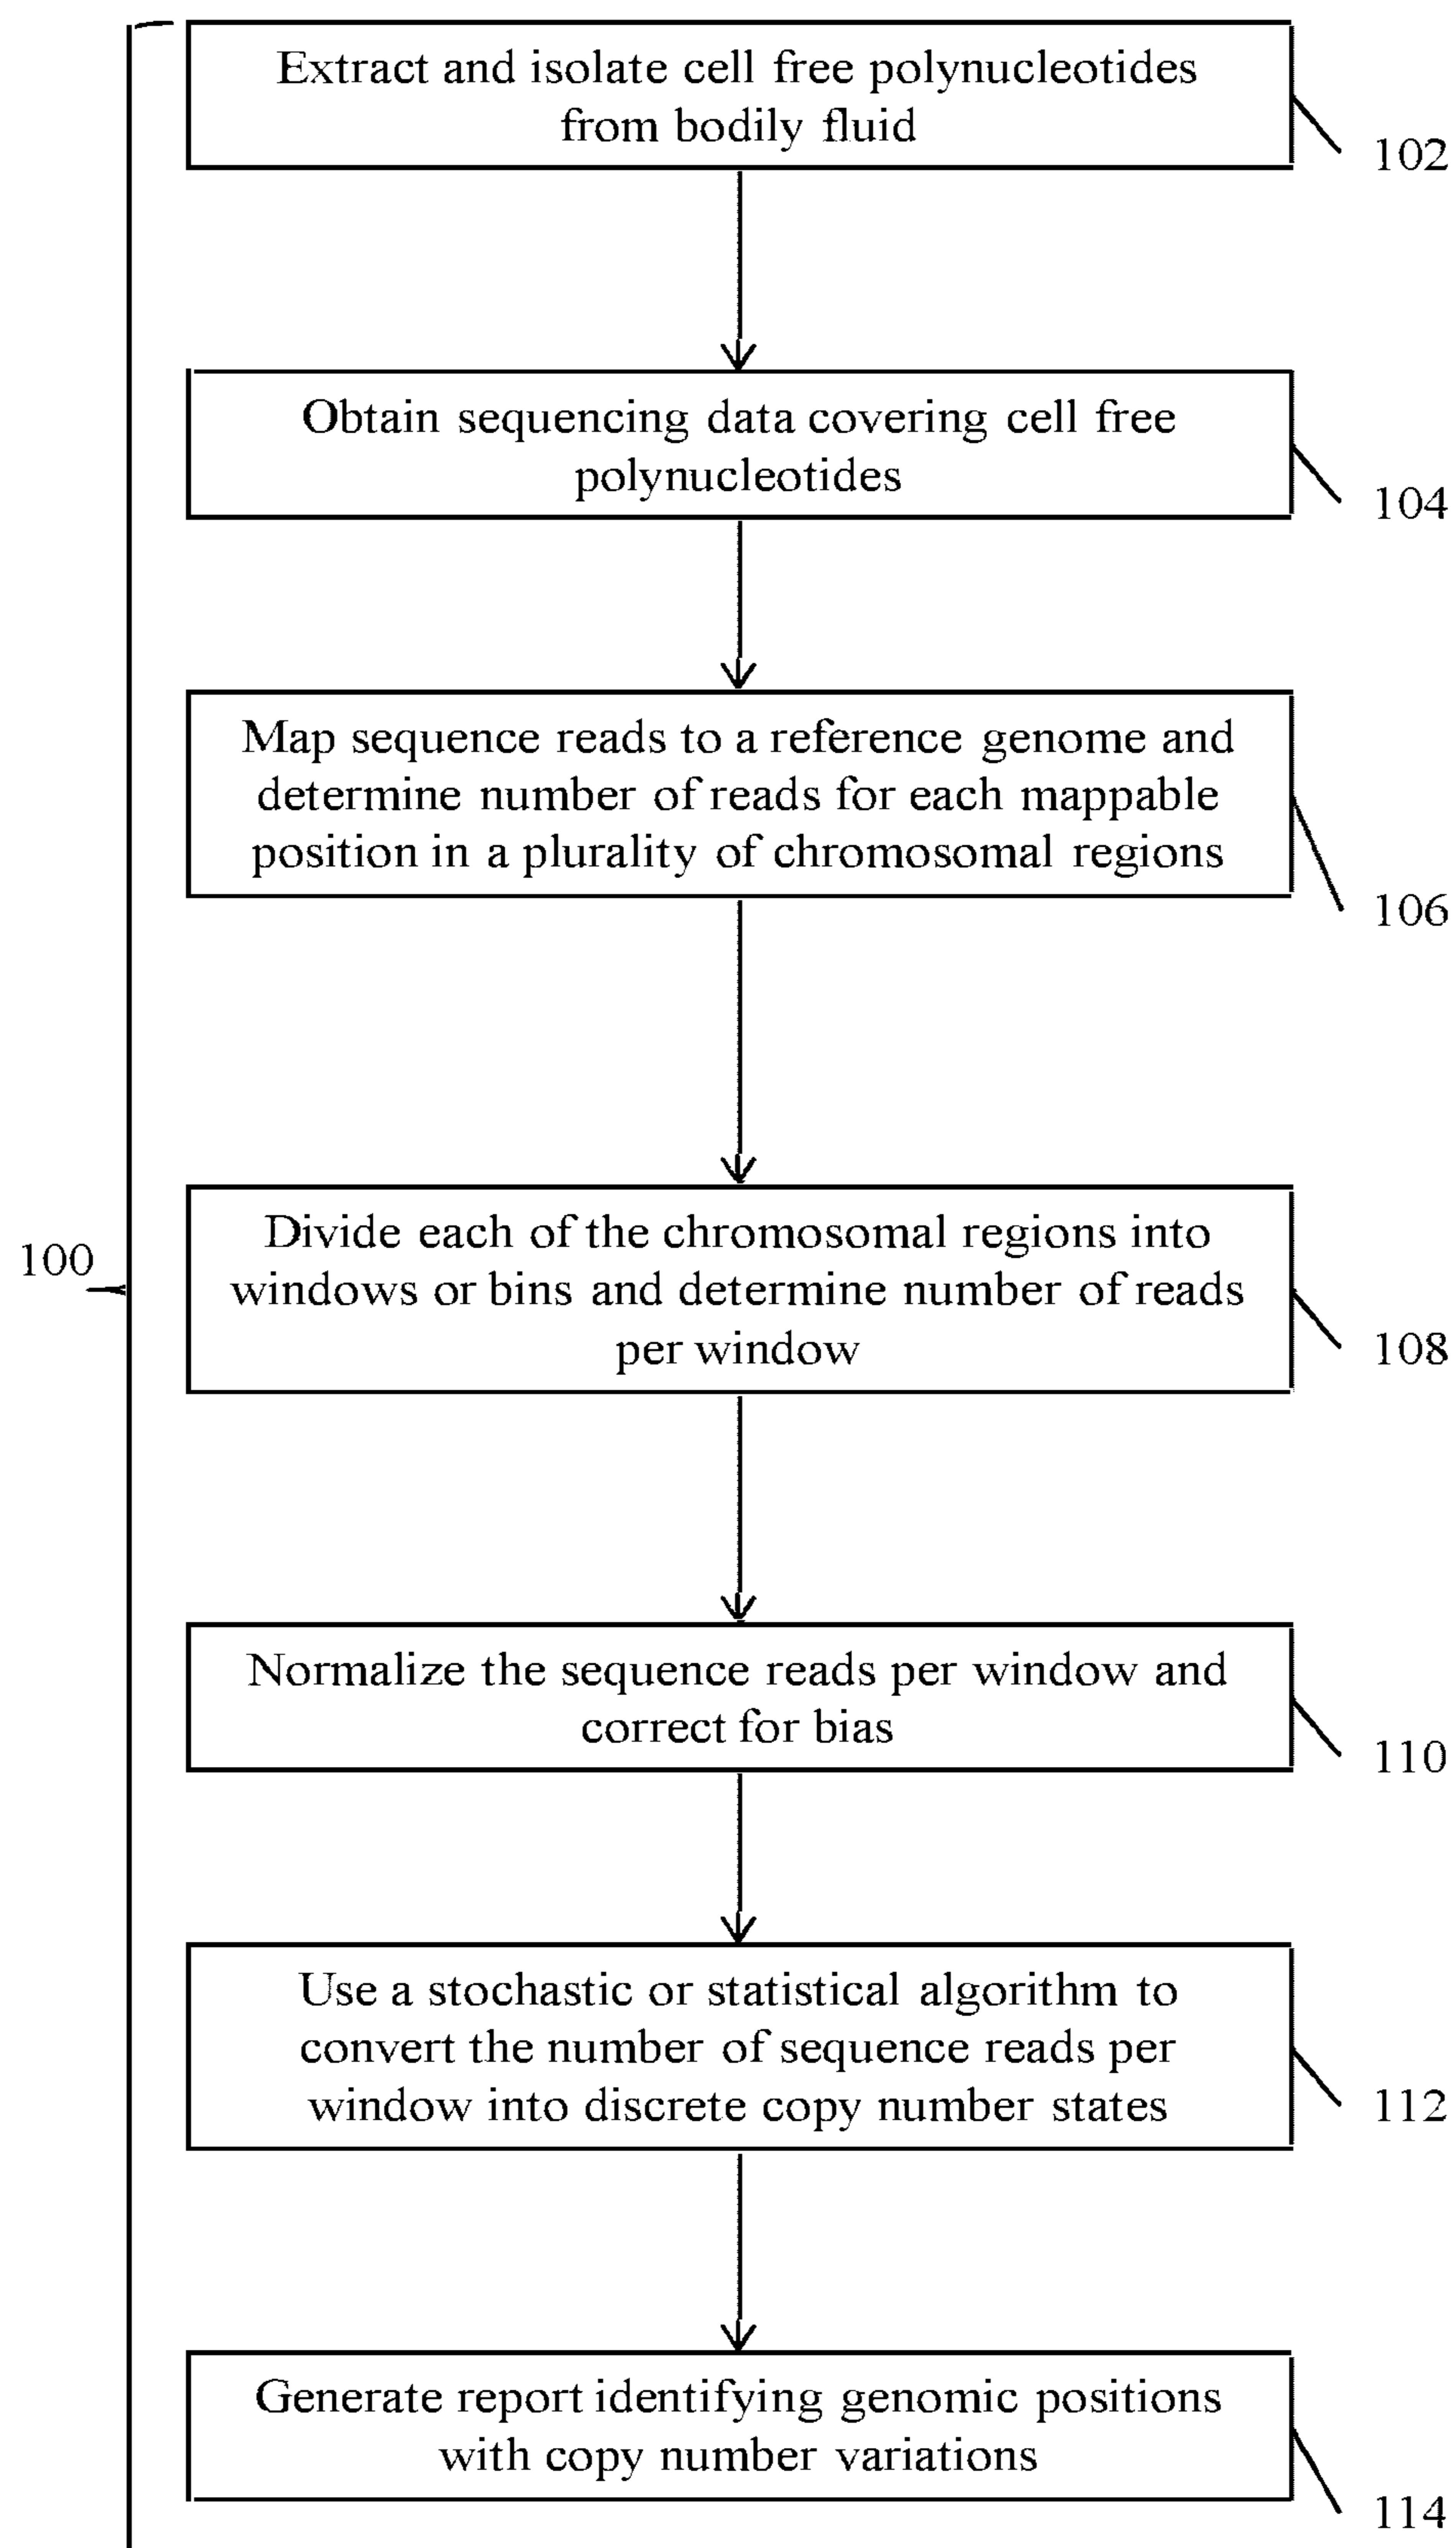 Extract and isolate cell free polynucleotides
from bodily fluid
102
Obtain sequencing data covering cell free
polynucleotides
104
Map sequence reads to a reference genome and
determine number of reads for each mappable
position in a plurality of chromosomal regions
106
Divide each of the chromosomal regions into
windows or bins and determine number of reads
per window
100
108
Normalize the sequence reads per window and
correct for bias
110
Use a stochastic or statistical algorithm to
convert the number of sequence reads per
window into discrete copy number states
112
Generate report identifying genomic positions
with copy number variations
114